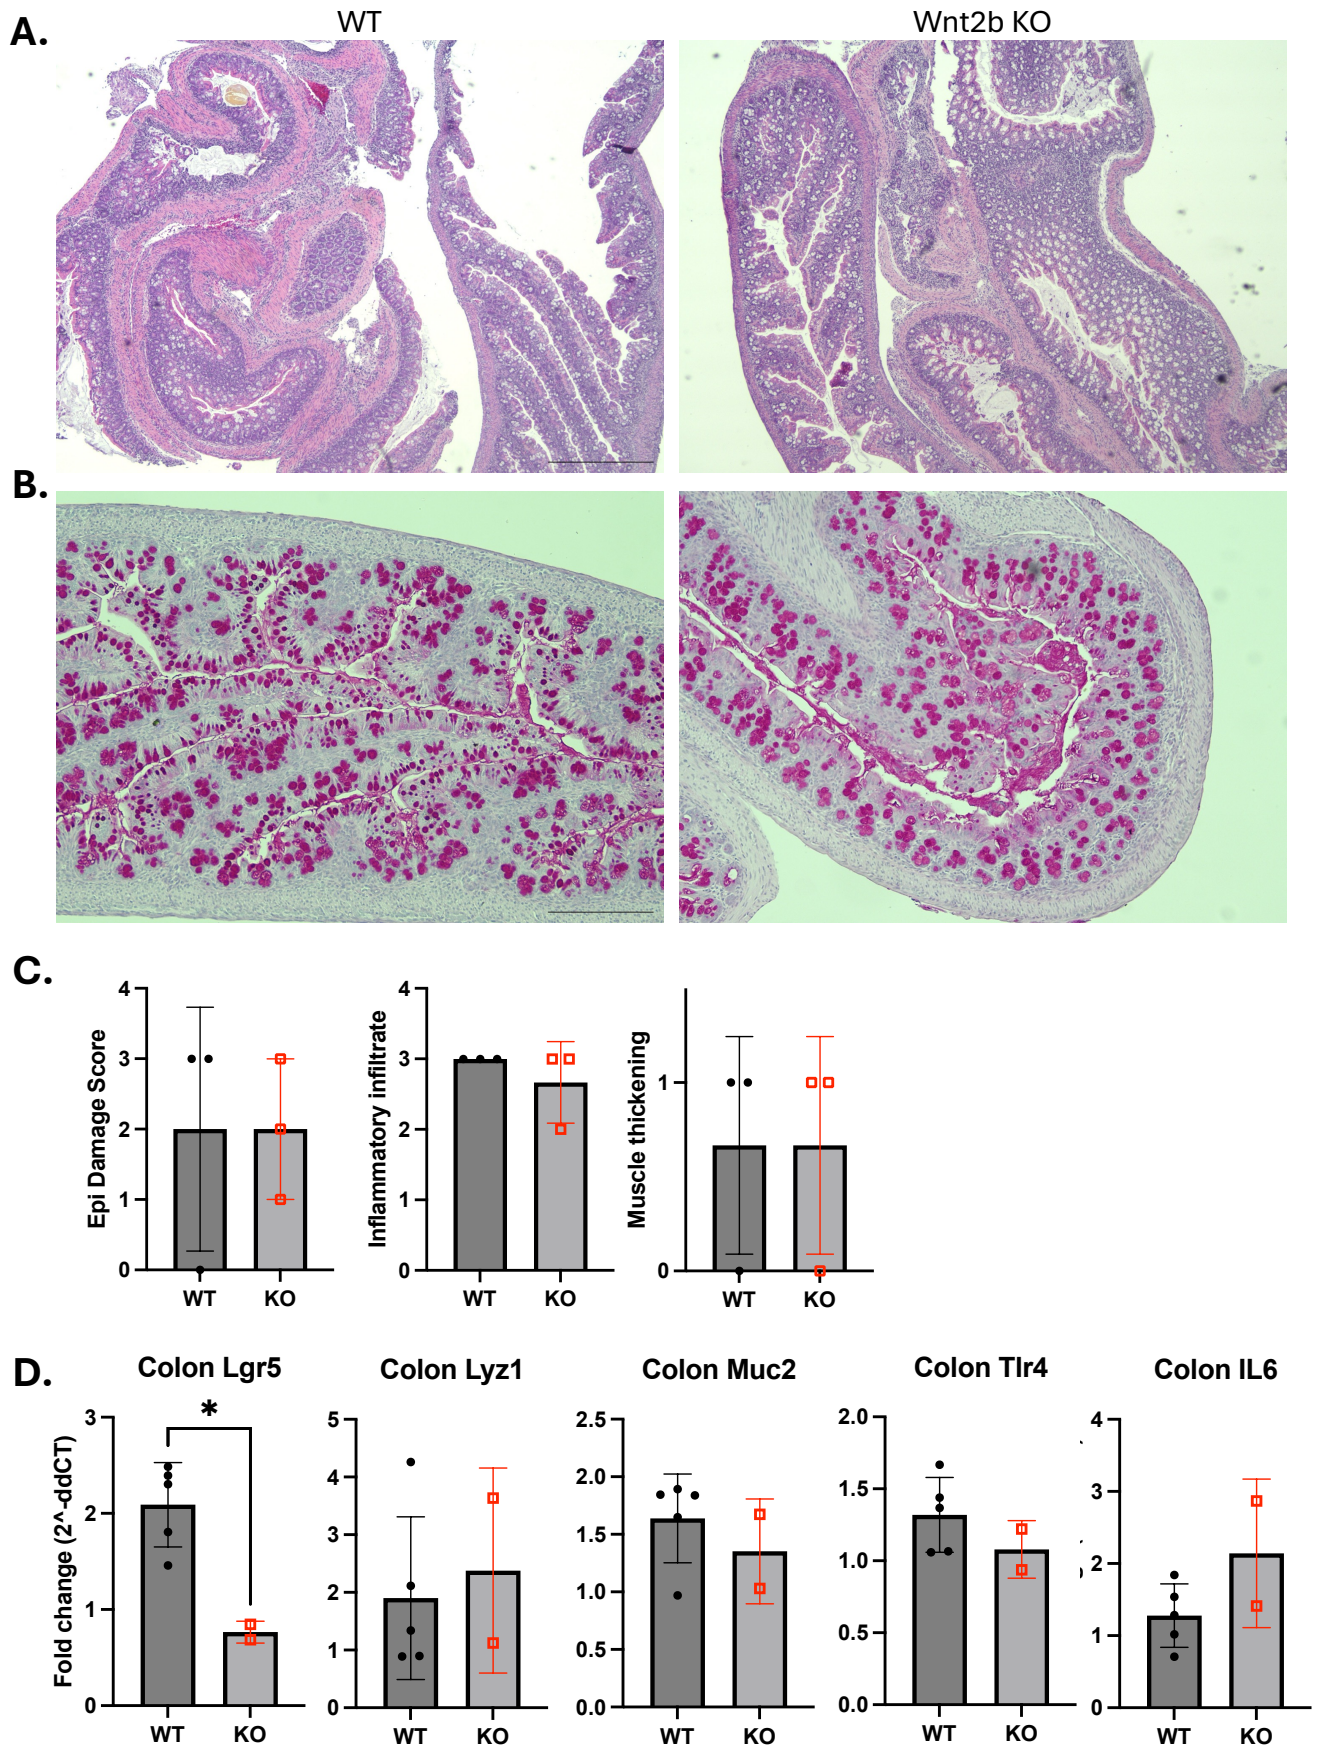 A.
WT
Wnt2b KO
B.
C.
Epi Damage Score
4
3
2
1
0
WT
KO
Inflammatory infiltrate
4
3
2
1
0
WT
KO
Muscle thickening
1
0
WT
KO
D.
Colon Lgr5
Fold change (2^-ddCT)
3
2
1
0
*
WT
KO
Colon Lyz1
5
4
3
2
1
0
WT
KO
Colon Muc2
2.5
2.0
1.5
1.0
0.5
0.0
WT
KO
Colon Tlr4
2.0
1.5
1.0
0.5
0.0
WT
KO
Colon IL6
4
3
2
1
0
WT
KO